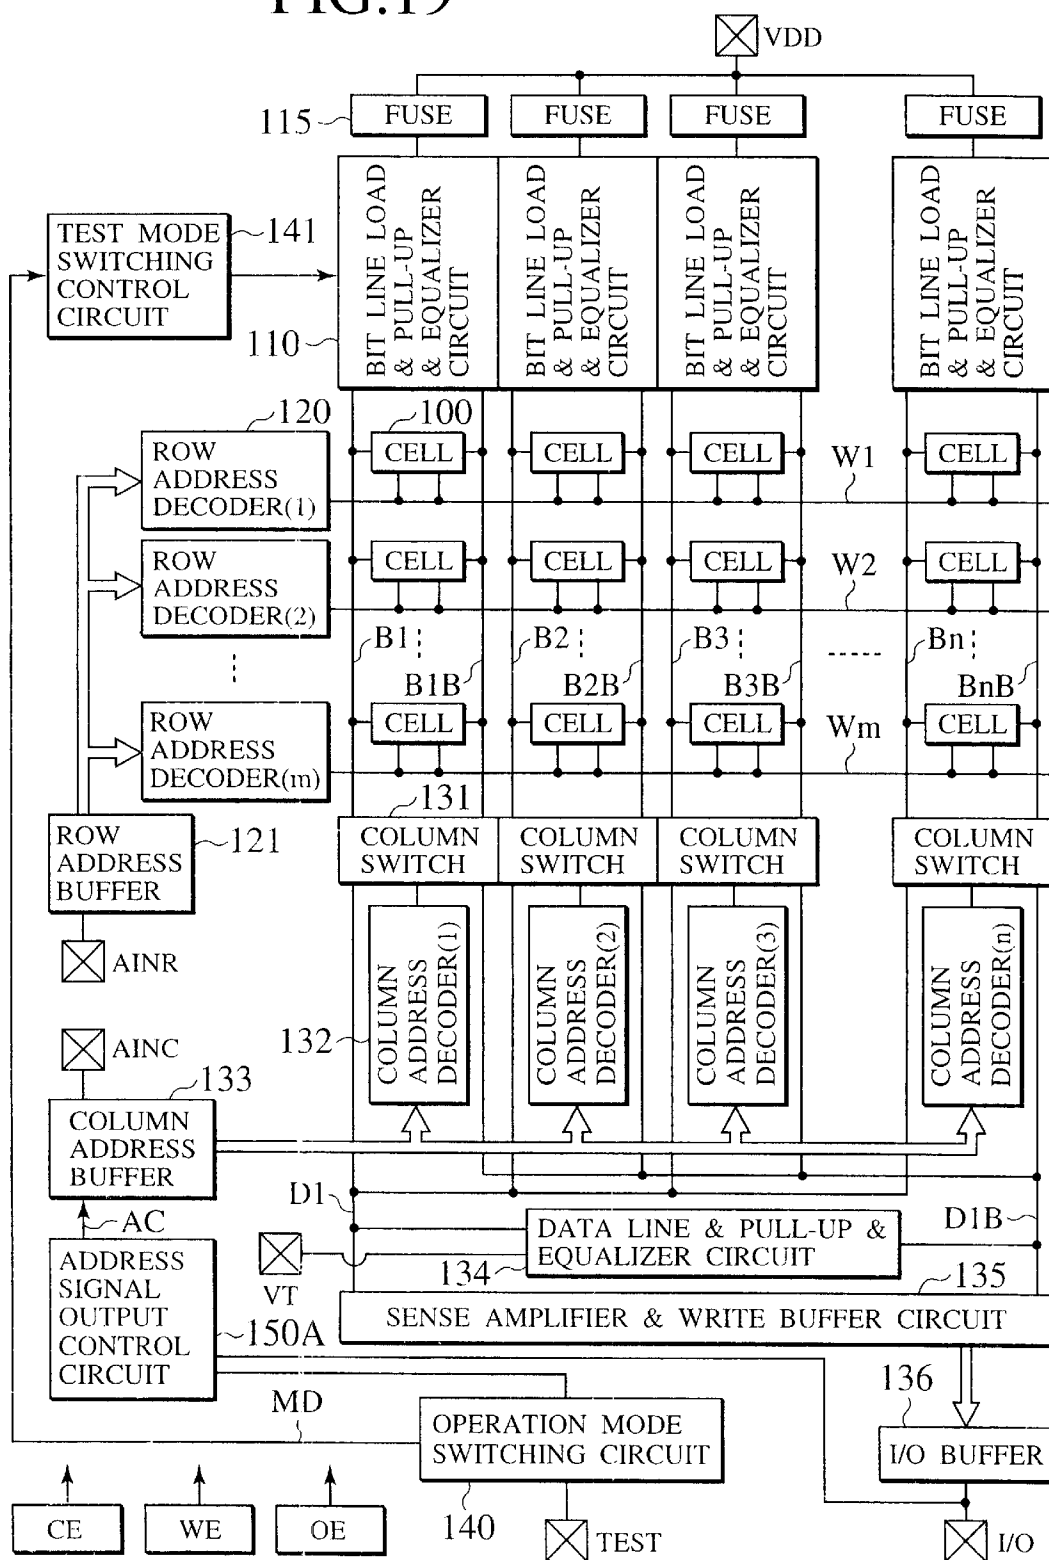 FIG.19
VDD
115
FUSE
FUSE
FUSE
FUSE
TEST MODE
SWITCHING
CONTROL
CIRCUIT
141
110
BIT LINE LOAD
& PULL-UP
& EQUALIZER
CIRCUIT
BIT LINE LOAD
& PULL-UP
& EQUALIZER
CIRCUIT
BIT LINE LOAD
& PULL-UP
& EQUALIZER
CIRCUIT
BIT LINE LOAD
& PULL-UP
& EQUALIZER
CIRCUIT
120
100
ROW
ADDRESS
DECODER(1)
CELL
CELL
CELL
W1
CELL
ROW
ADDRESS
DECODER(2)
CELL
CELL
CELL
W2
CELL
B1
B2
B3
Bn
B1B
B2B
B3B
BnB
ROW
ADDRESS
DECODER(m)
CELL
CELL
CELL
Wm
CELL
131
ROW
ADDRESS
BUFFER
121
COLUMN
SWITCH
COLUMN
SWITCH
COLUMN
SWITCH
COLUMN
SWITCH
AINR
132
COLUMN
ADDRESS
DECODER(1)
COLUMN
ADDRESS
DECODER(2)
COLUMN
ADDRESS
DECODER(3)
COLUMN
ADDRESS
DECODER(n)
AINC
133
COLUMN
ADDRESS
BUFFER
AC
D1
D1B
DATA LINE & PULL-UP &
EQUALIZER CIRCUIT
134
VT
135
SENSE AMPLIFIER & WRITE BUFFER CIRCUIT
ADDRESS
SIGNAL
OUTPUT
CONTROL
CIRCUIT
150A
136
MD
OPERATION MODE
SWITCHING CIRCUIT
140
I/O BUFFER
CE
WE
OE
TEST
I/O